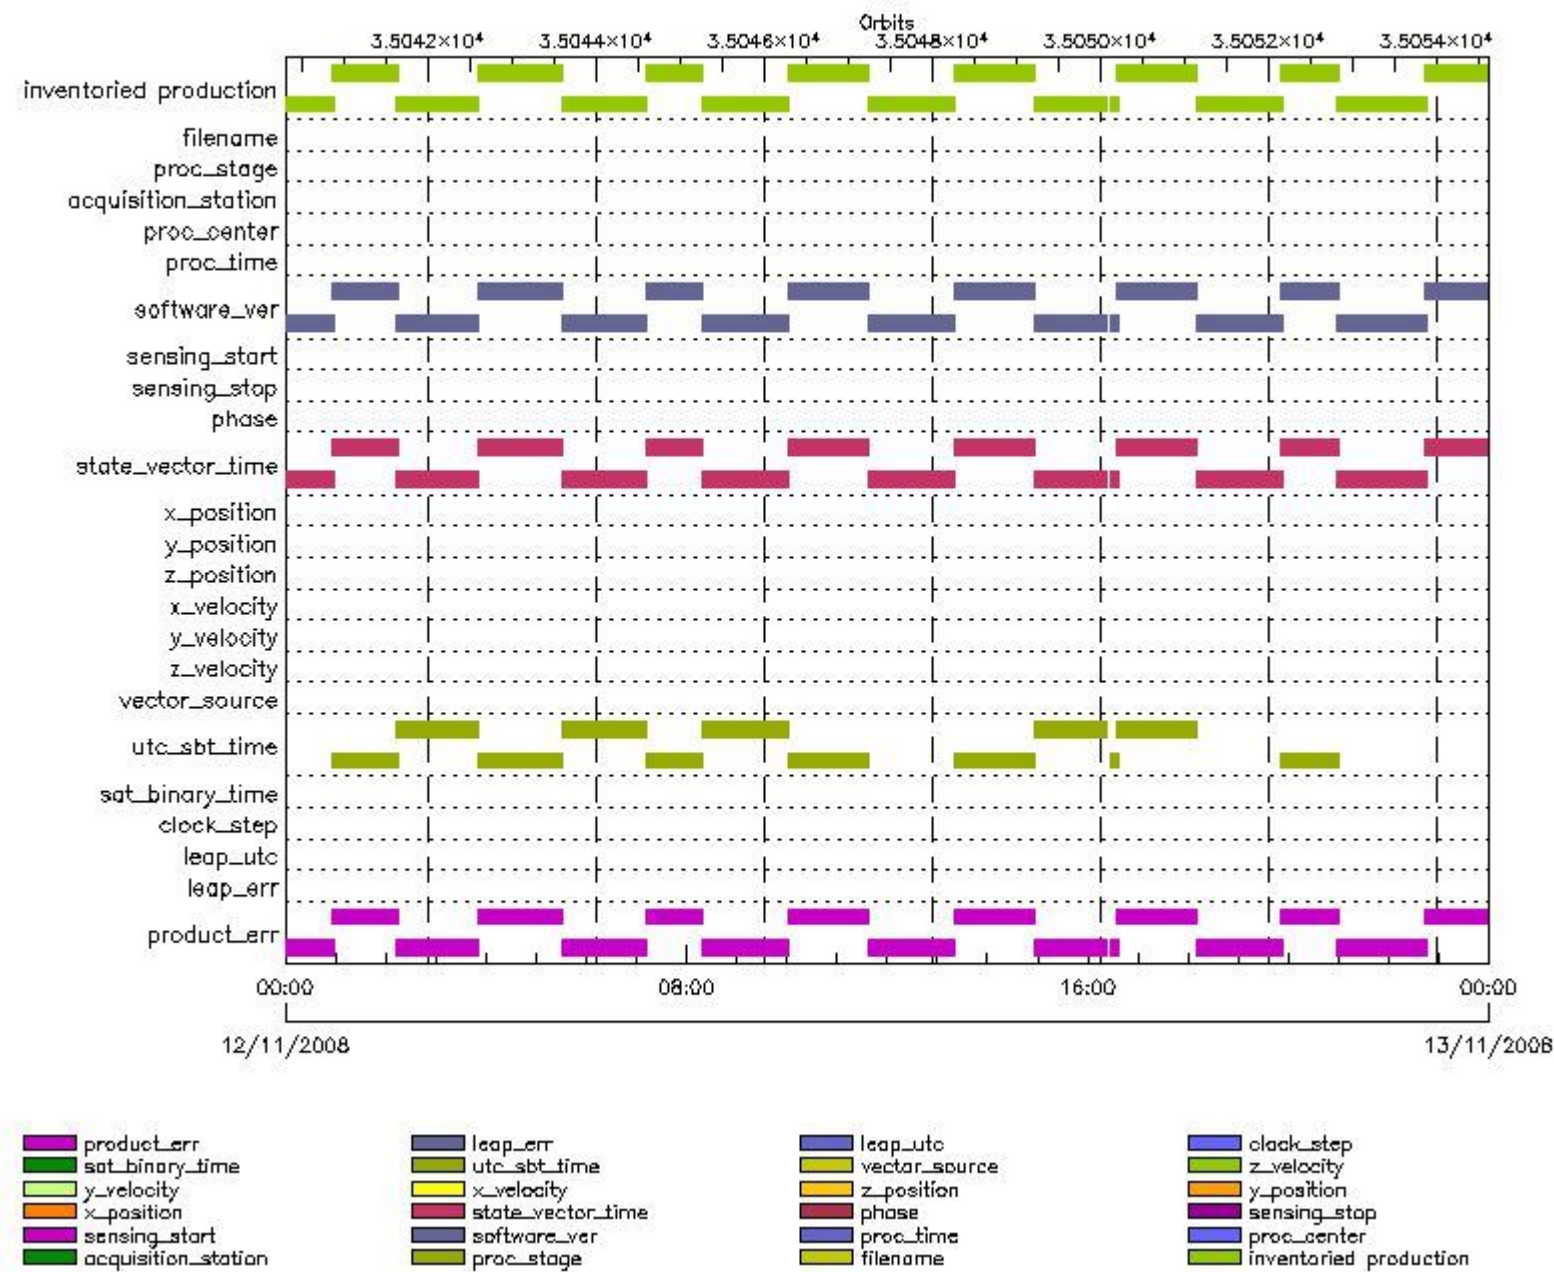 Orbits
3.5042×10⁴ 3.5044×10⁴ 3.5046×10⁴ 3.5048×10⁴ 3.5050×10⁴ 3.5052×10⁴ 3.5054×10⁴
inventoried production
filename
proc_stage
acquisition_station
proc_center
proc_time
software_ver
sensing_start
sensing_stop
phase
state_vector_time
x_position
y_position
z_position
x_velocity
y_velocity
z_velocity
vector_source
utc_sbt_time
sat_binary_time
clock_step
leap_utc
leap_err
product_err
00:00 08:00 16:00 00:00
12/11/2008 13/11/2008
product_err leap_err leap_utc clock_step
sat_binary_time utc_sbt_time vector_source z_velocity
y_velocity x_velocity z_position y_position
x_position state_vector_time phase sensing_stop
sensing_start software_ver proc_time proc_center
acquisition_station proc_stage filename inventoried production